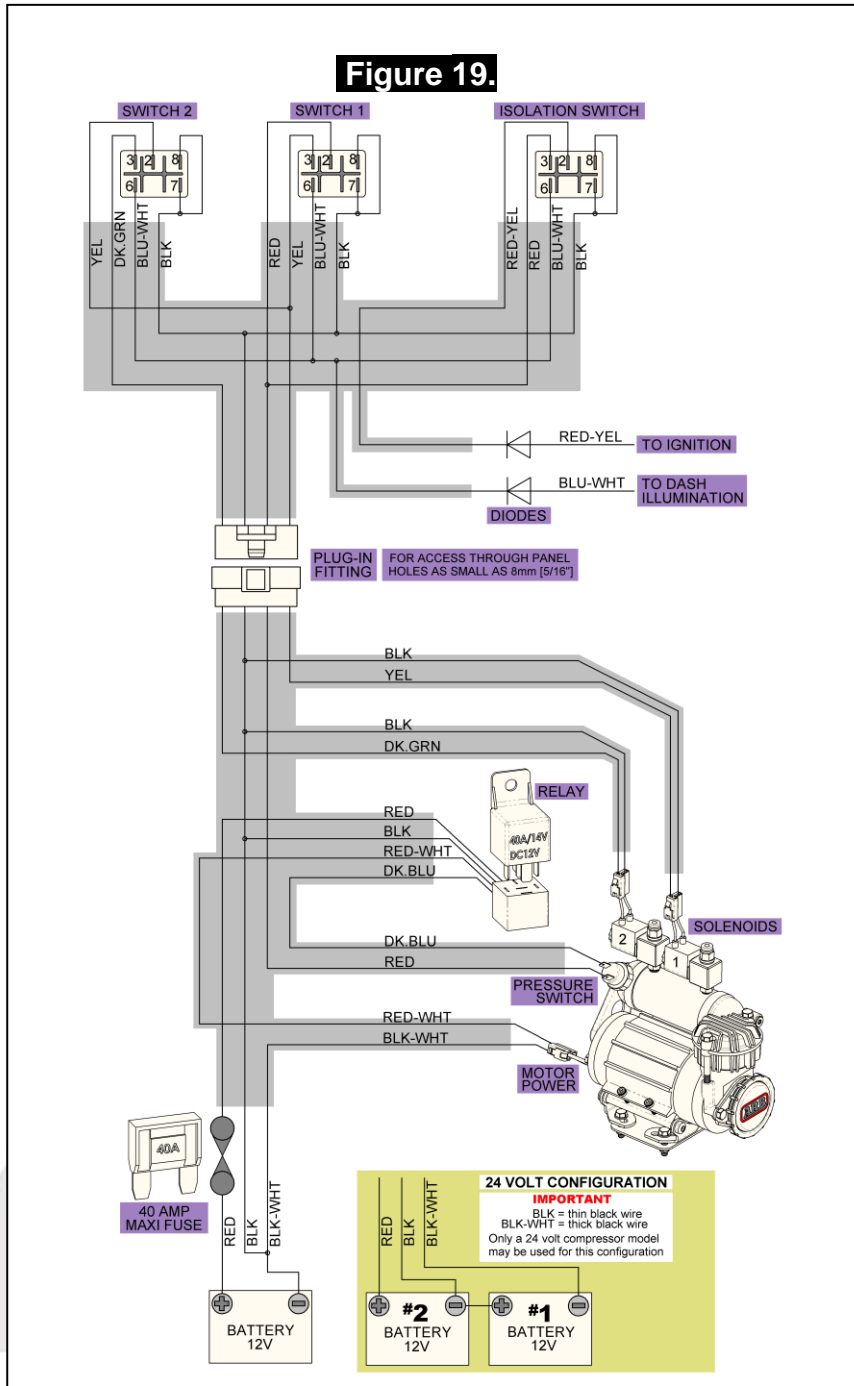 Figure 19.
SWITCH 2
SWITCH 1
ISOLATION SWITCH
3 2 8
6 7
3 2 8
6 7
3 2 8
6 7
YEL
DK.GRN
BLU-WHT
BLK
RED
YEL
BLU-WHT
BLK
RED-YEL
RED
BLU-WHT
BLK
RED-YEL
TO IGNITION
BLU-WHT
TO DASH
ILLUMINATION
DIODES
PLUG-IN
FITTING
FOR ACCESS THROUGH PANEL
HOLES AS SMALL AS 8mm [5/16"]
BLK
YEL
BLK
DK.GRN
RELAY
40A/14V
DC12V
RED
BLK
RED-WHT
DK.BLU
SOLENOIDS
2
1
DK.BLU
RED
PRESSURE
SWITCH
RED-WHT
BLK-WHT
MOTOR
POWER
ARB
40A
40 AMP
MAXI FUSE
RED
BLK
BLK-WHT
BATTERY
12V
24 VOLT CONFIGURATION
IMPORTANT
BLK = thin black wire
BLK-WHT = thick black wire
Only a 24 volt compressor model
may be used for this configuration
RED
BLK
BLK-WHT
#2
BATTERY
12V
#1
BATTERY
12V